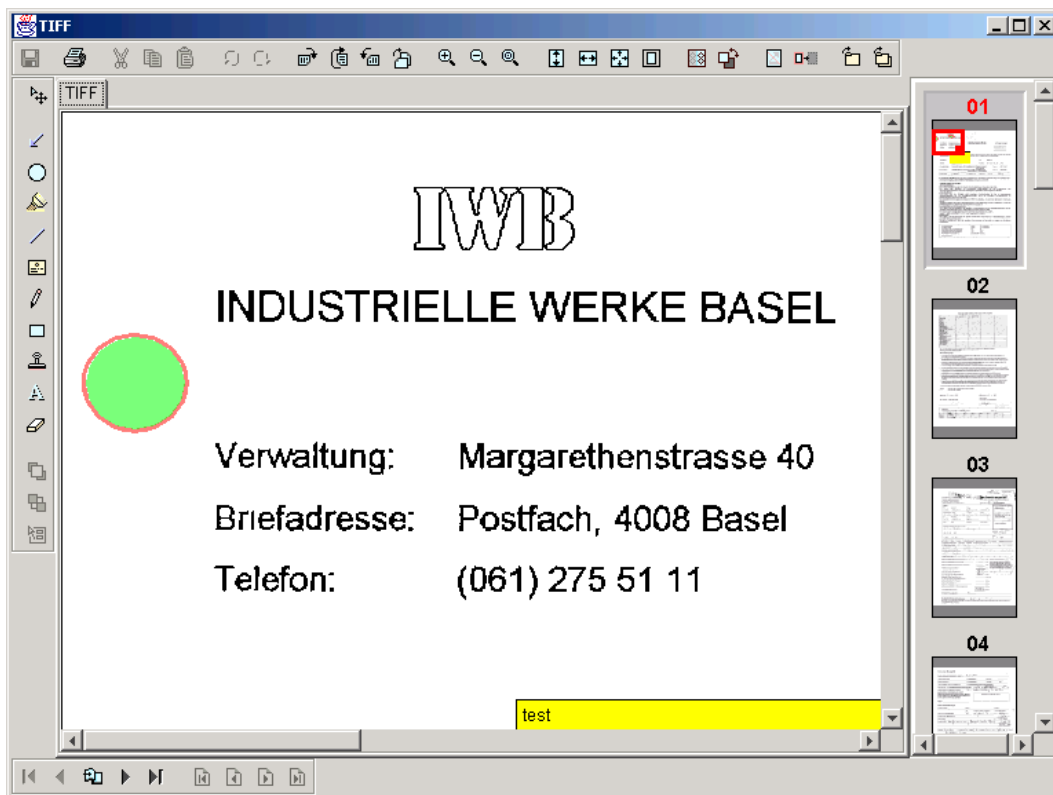 TIFF
TIFF
IWB
INDUSTRIELLE WERKE BASEL
Verwaltung: Margarethenstrasse 40
Briefadresse: Postfach, 4008 Basel
Telefon: (061) 275 51 11
test
01
02
03
04